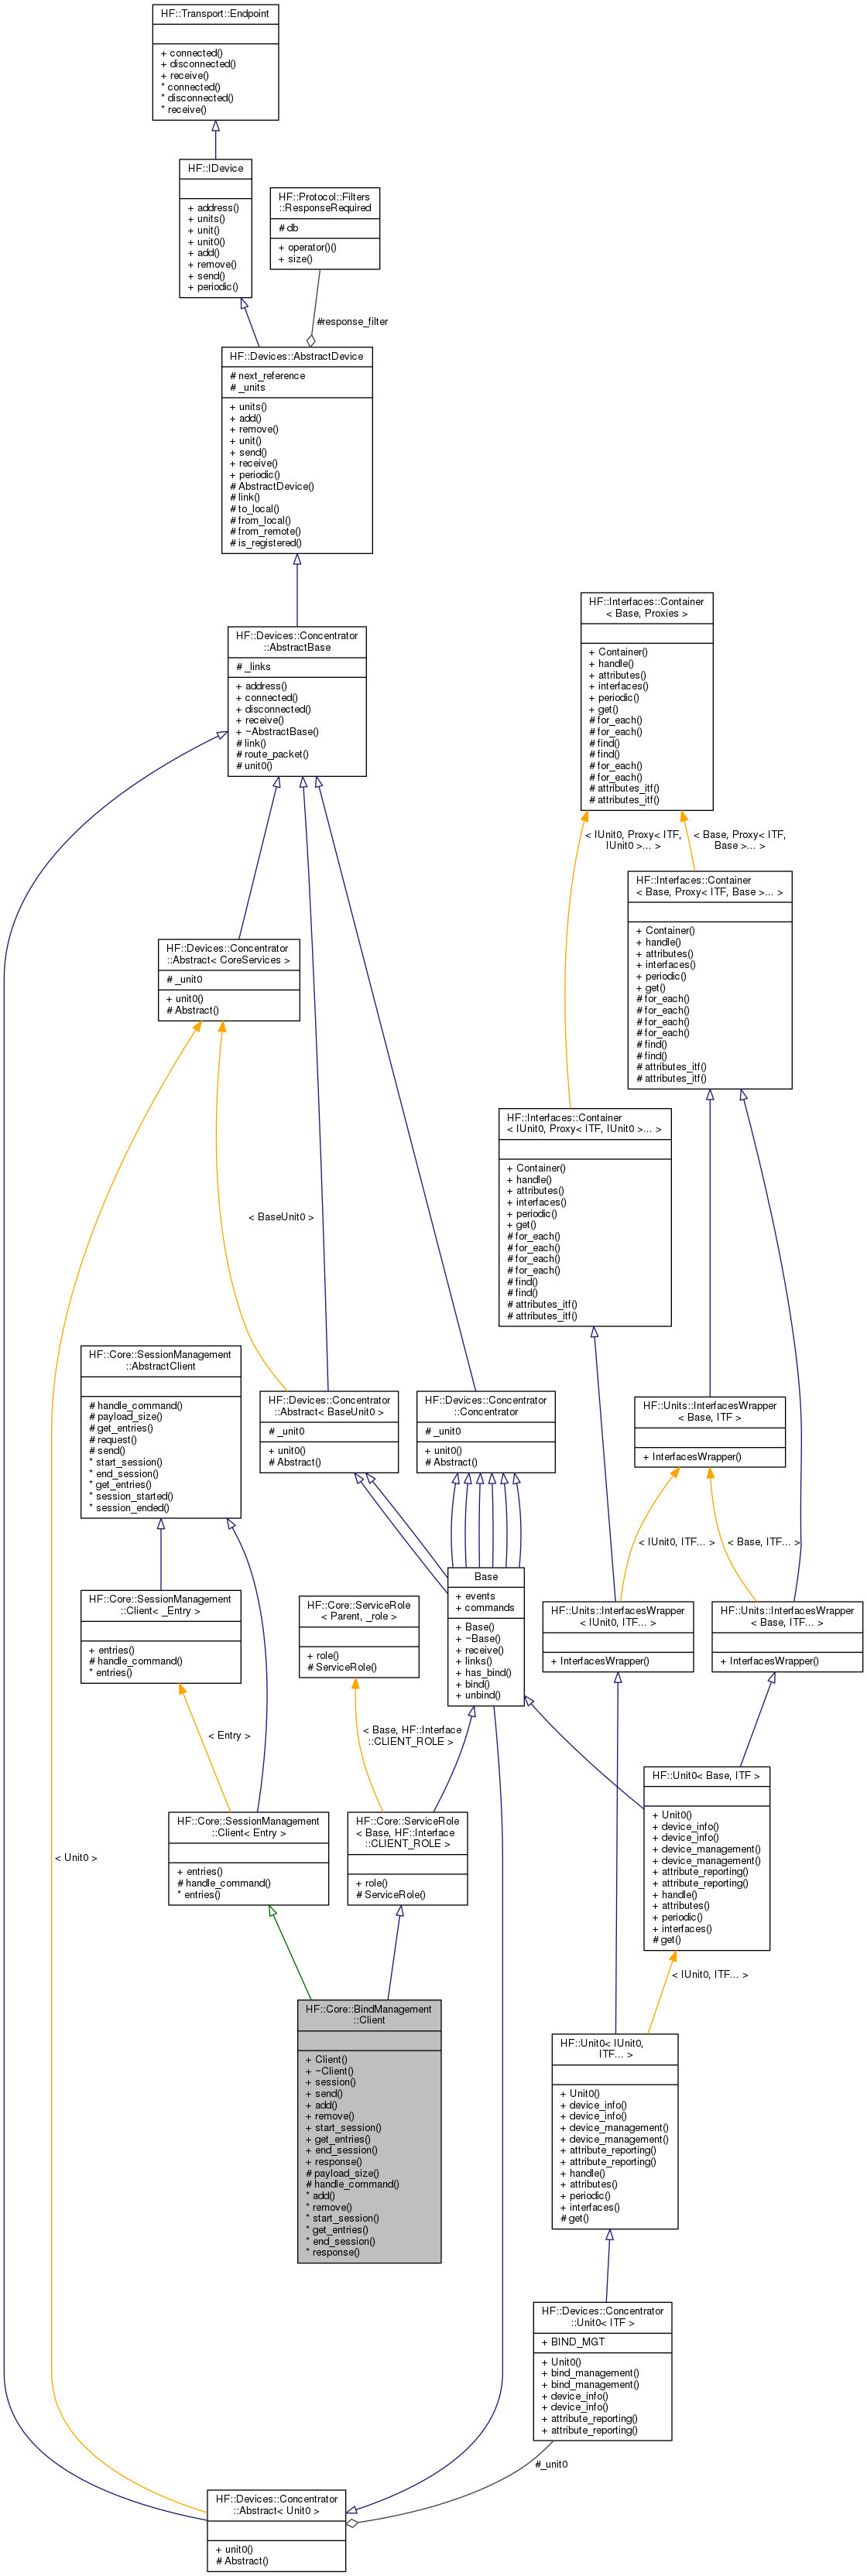 HF::Transport::Endpoint
+ connected()
+ disconnected()
+ receive()
* connected()
* disconnected()
* receive()
HF::IDevice
+ address()
+ units()
+ unit()
+ unit0()
+ add()
+ remove()
+ send()
+ periodic()
HF::Protocol::Filters
::ResponseRequired
# db
+ operator()()
+ size()
#response_filter
HF::Devices::AbstractDevice
# next_reference
# _units
+ units()
+ add()
+ remove()
+ unit()
+ send()
+ receive()
+ periodic()
# AbstractDevice()
# link()
# to_local()
# from_local()
# from_remote()
# is_registered()
HF::Devices::Concentrator
::AbstractBase
# _links
+ address()
+ connected()
+ disconnected()
+ receive()
+ ~AbstractBase()
# link()
# route_packet()
# unit0()
HF::Interfaces::Container
< Base, Proxies >
+ Container()
+ handle()
+ attributes()
+ interfaces()
+ periodic()
+ get()
# for_each()
# for_each()
# find()
# find()
# for_each()
# for_each()
# attributes_itf()
# attributes_itf()
< IUnit0, Proxy< ITF,
IUnit0 >... >
< Base, Proxy< ITF,
Base >... >
HF::Interfaces::Container
< Base, Proxy< ITF, Base >... >
+ Container()
+ handle()
+ attributes()
+ interfaces()
+ periodic()
+ get()
# for_each()
# for_each()
# for_each()
# for_each()
# find()
# find()
# attributes_itf()
# attributes_itf()
HF::Devices::Concentrator
::Abstract< CoreServices >
# _unit0
+ unit0()
# Abstract()
HF::Interfaces::Container
< IUnit0, Proxy< ITF, IUnit0 >... >
+ Container()
+ handle()
+ attributes()
+ interfaces()
+ periodic()
+ get()
# for_each()
# for_each()
# for_each()
# for_each()
# find()
# find()
# attributes_itf()
# attributes_itf()
< BaseUnit0 >
HF::Core::SessionManagement
::AbstractClient
# handle_command()
# payload_size()
# get_entries()
# request()
# send()
* start_session()
* end_session()
* get_entries()
* session_started()
* session_ended()
HF::Devices::Concentrator
::Abstract< BaseUnit0 >
# _unit0
+ unit0()
# Abstract()
HF::Devices::Concentrator
::Concentrator
# _unit0
+ unit0()
# Abstract()
HF::Units::InterfacesWrapper
< Base, ITF >
+ InterfacesWrapper()
< IUnit0, ITF... >
< Base, ITF... >
Base
+ events
+ commands
+ Base()
+ ~Base()
+ receive()
+ links()
+ has_bind()
+ bind()
+ unbind()
HF::Core::SessionManagement
::Client< _Entry >
+ entries()
# handle_command()
* entries()
HF::Core::ServiceRole
< Parent, _role >
+ role()
# ServiceRole()
HF::Units::InterfacesWrapper
< IUnit0, ITF... >
+ InterfacesWrapper()
HF::Units::InterfacesWrapper
< Base, ITF... >
+ InterfacesWrapper()
< Entry >
< Base, HF::Interface
::CLIENT_ROLE >
HF::Unit0< Base, ITF >
+ Unit0()
+ device_info()
+ device_info()
+ device_management()
+ device_management()
+ attribute_reporting()
+ attribute_reporting()
+ handle()
+ attributes()
+ periodic()
+ interfaces()
# get()
< Unit0 >
HF::Core::SessionManagement
::Client< Entry >
+ entries()
# handle_command()
* entries()
HF::Core::ServiceRole
< Base, HF::Interface
::CLIENT_ROLE >
+ role()
# ServiceRole()
< IUnit0, ITF... >
HF::Core::BindManagement
::Client
+ Client()
+ ~Client()
+ session()
+ send()
+ add()
+ remove()
+ start_session()
+ get_entries()
+ end_session()
+ response()
# payload_size()
# handle_command()
* add()
* remove()
* start_session()
* get_entries()
* end_session()
* response()
HF::Unit0< IUnit0,
ITF... >
+ Unit0()
+ device_info()
+ device_info()
+ device_management()
+ device_management()
+ attribute_reporting()
+ attribute_reporting()
+ handle()
+ attributes()
+ periodic()
+ interfaces()
# get()
HF::Devices::Concentrator
::Unit0< ITF >
+ BIND_MGT
+ Unit0()
+ bind_management()
+ bind_management()
+ device_info()
+ device_info()
+ attribute_reporting()
+ attribute_reporting()
#_unit0
HF::Devices::Concentrator
::Abstract< Unit0 >
+ unit0()
# Abstract()